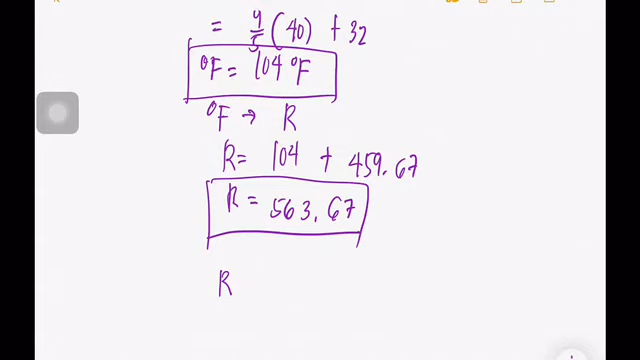 = 9/5 (40) + 32
°F = 104 °F
°F → R
R = 104 + 459.67
R = 563.67
R